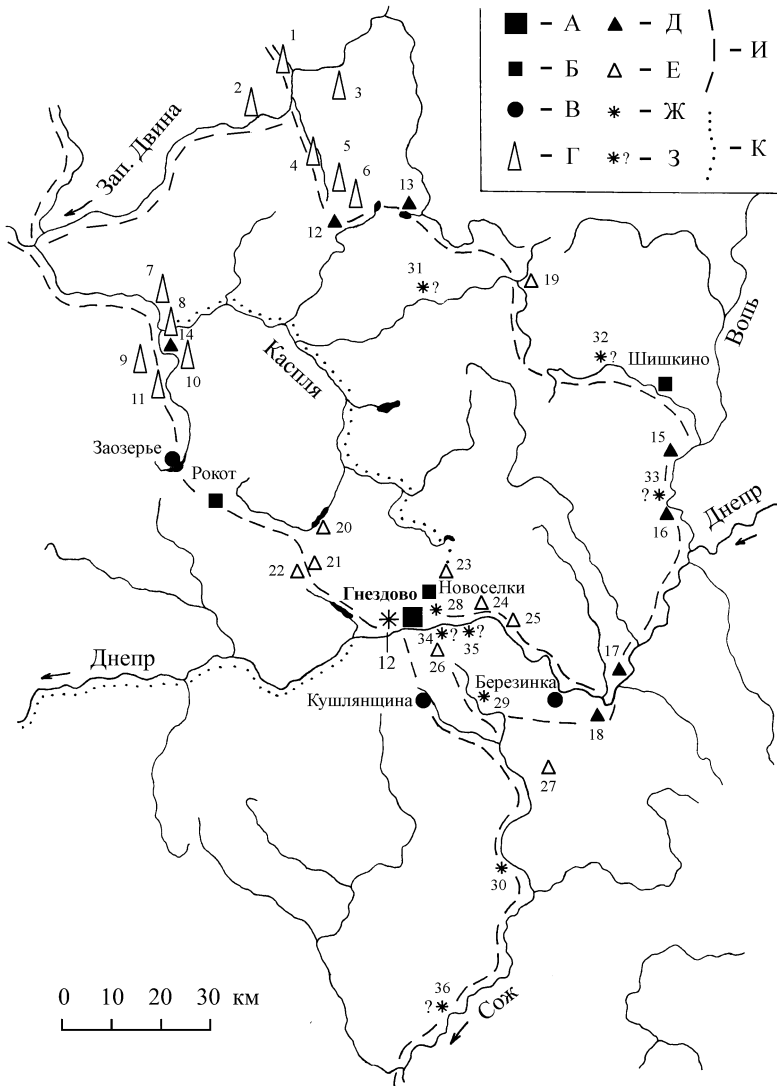 1
2
3
4
5
6
12
13
Зап. Двина
– А
– Б
– В
– Г
– Д
– Е
– Ж
? – З
– И
– К
7
8
14
9
10
11
31
?
19
32
?
Шишкино
Вопь
Каспля
15
33
?
16
Днепр
Заозерье
Рокот
20
21
22
23
Новоселки
Гнездово
28
24
25
12
34
?
?
35
26
17
Днепр
Кушлянщина
Березинка
29
18
27
30
36
?
Сож
0 10 20 30 км